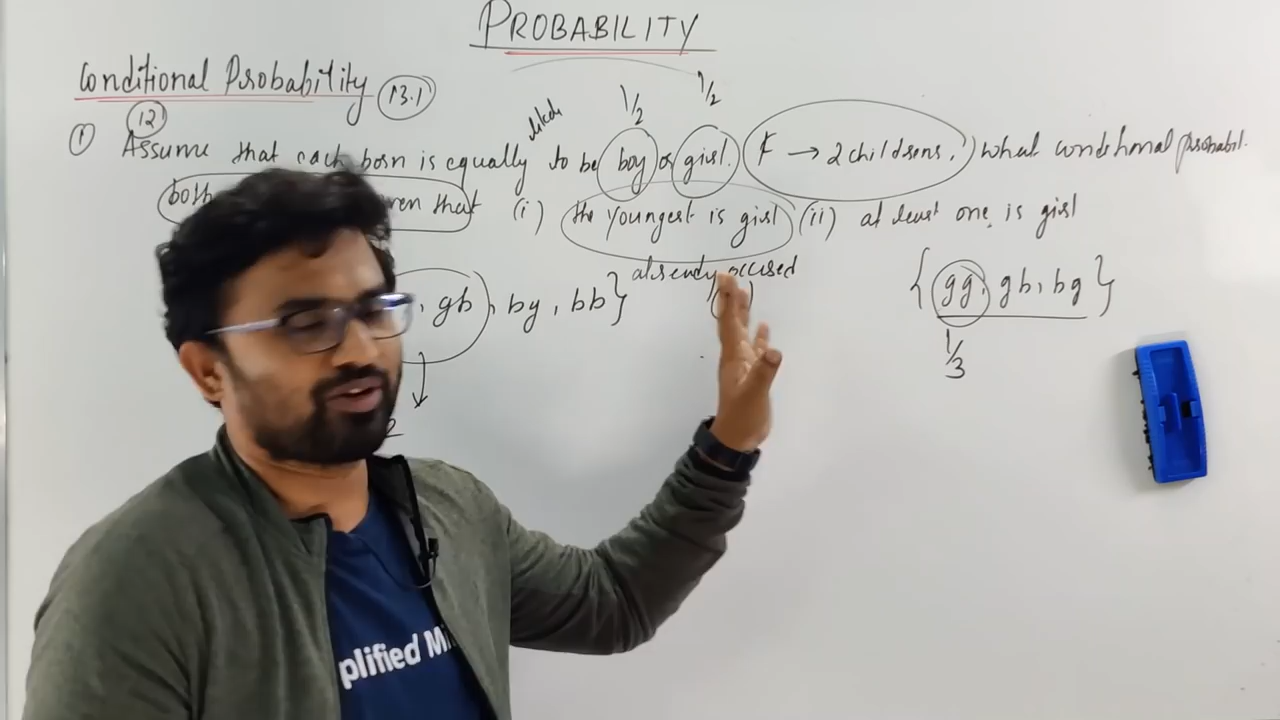 PROBABILITY
Conditional Probability 13.1
12
1/2 1/2
① Assume that each born is equally to be boy or girl. F → 2 childrens, what conditional probabil.
both that (i) the youngest is girl (ii) at least one is girl
already occured
, gb, bg, bb} {gg, gb, bg}
1/3
plified M